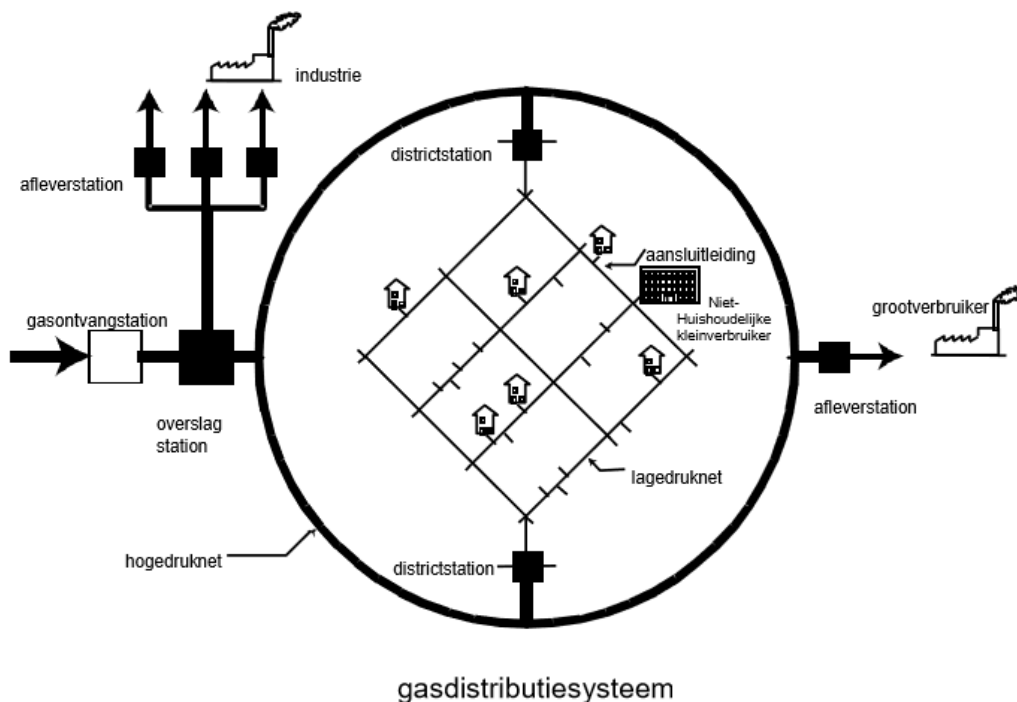 industrie
districtstation
afleverstation
aansluitleiding
Niet-
Huishoudelijke
kleinverbruiker
grootverbruiker
gasontvangstation
overslag
station
afleverstation
lagedruknet
hogedruknet
districtstation
gasdistributiesysteem